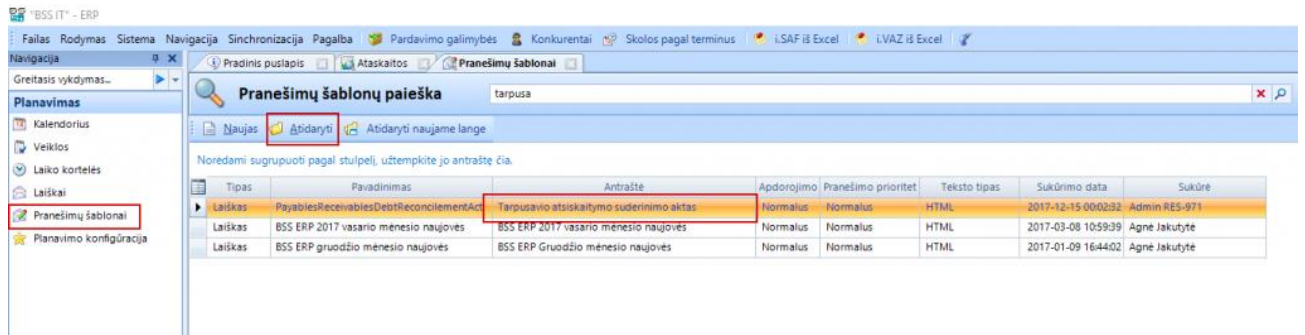 "BSS IT" - ERP
Failas Rodymas Sistema Navigacija Sinchronizacija Pagalba Pardavimo galimybės Konkurentai Skolos pagal terminus i.SAF iš Excel i.VAZ iš Excel
Navigacija
Pradinis puslapis Ataskaitos Pranešimų šablonai
Greitasis vykdymas...
Pranešimų šablonų paieška tarpusa
Planavimas
Kalendorius
Veiklos
Laiko kortelės
Laiškai
Pranešimų šablonai
Planavimo konfigūracija
Naujas Atidaryti Atidaryti naujame lange
Norėdami sugrupuoti pagal stulpelį, užtempkite jo antraštę čia.
Tipas Pavadinimas Antraštė Apdorojimo Pranešimo prioritet Teksto tipas Sukūrimo data Sukūrė
Laiškas PayablesReceivablesDebtReconcilementAct Tarpusavio atsiskaitymo suderinimo aktas Normalus Normalus HTML 2017-12-15 00:02:32 Admin RES-971
Laiškas BSS ERP 2017 vasario mėnesio naujovės BSS ERP 2017 vasario mėnesio naujovės Normalus Normalus HTML 2017-03-08 10:59:39 Agnė Jakutytė
Laiškas BSS ERP gruodžio mėnesio naujovės BSS ERP Gruodžio mėnesio naujovės Normalus Normalus HTML 2017-01-09 16:44:02 Agnė Jakutytė